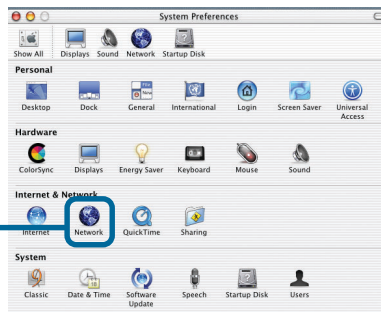 System Preferences
Show All Displays Sound Network Startup Disk
Personal
Desktop Dock General International Login Screen Saver Universal Access
Hardware
ColorSync Displays Energy Saver Keyboard Mouse Sound
Internet & Network
Internet Network QuickTime Sharing
System
Classic Date & Time Software Update Speech Startup Disk Users